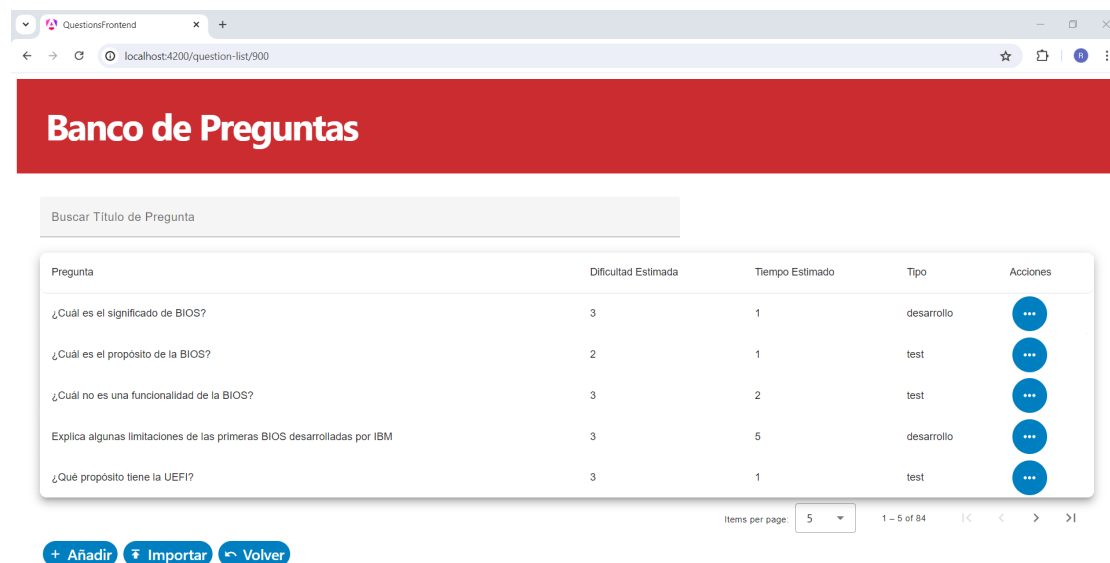 QuestionsFrontend
localhost:4200/question-list/900
R
Banco de Preguntas
Buscar Título de Pregunta
Pregunta Dificultad Estimada Tiempo Estimado Tipo Acciones
¿Cuál es el significado de BIOS? 3 1 desarrollo
¿Cuál es el propósito de la BIOS? 2 1 test
¿Cuál no es una funcionalidad de la BIOS? 3 2 test
Explica algunas limitaciones de las primeras BIOS desarrolladas por IBM 3 5 desarrollo
¿Qué propósito tiene la UEFI? 3 1 test
Items per page: 5 1 – 5 of 84
+ Añadir Importar Volver